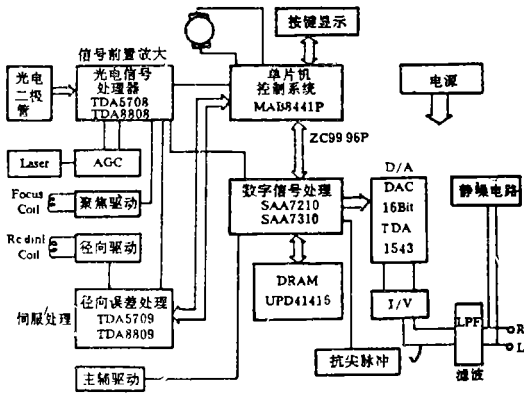 按键显示
信号前置放大
光电
二极
管
光电信号
处理器
TDA5708
TDA8808
单片机
控制系统
MAB8441P
电源
ZC99 96P
Laser
AGC
D/A
Focus
Coil
聚焦驱动
数字信号处理
SAA7210
SAA7310
DAC
16Bit
TDA
1543
静噪电路
Redinl
Coil
径向驱动
DRAM
UPD41416
I/V
伺服处理
径向误差处理
TDA5709
TDA8809
LPF
R
L
抗尖脉冲
滤波
主轴驱动